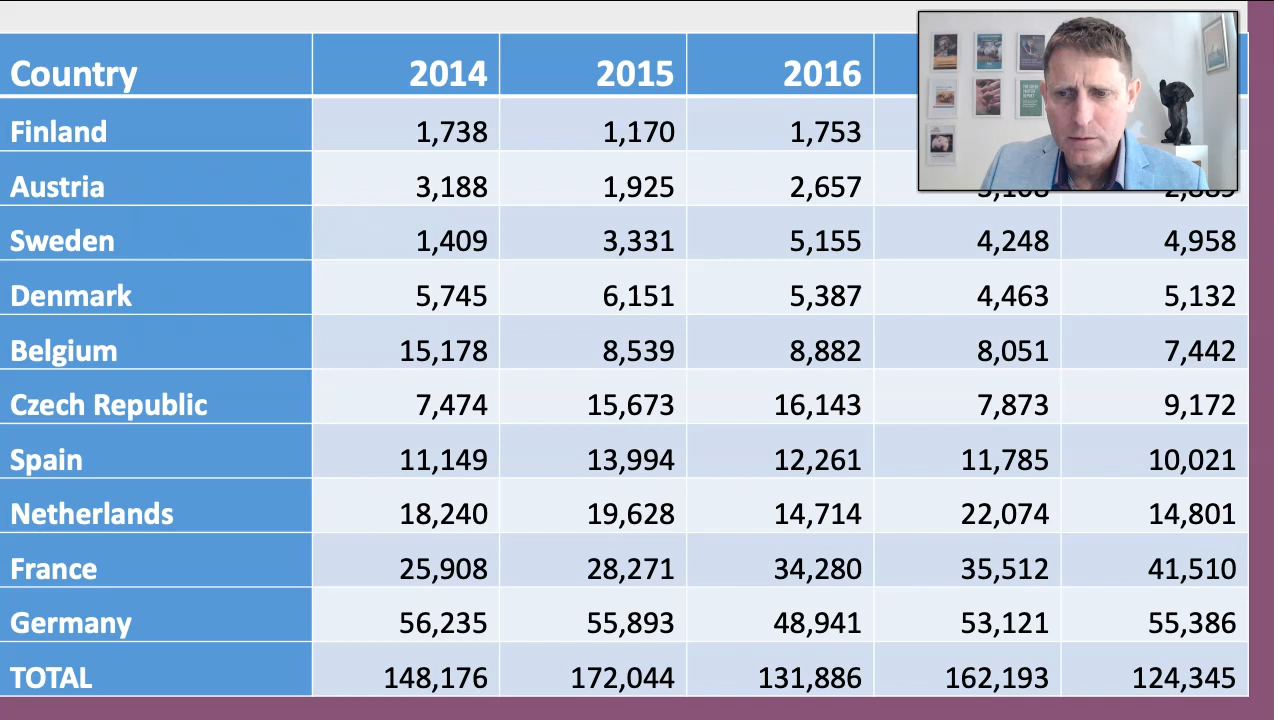 Country 2014 2015 2016
Finland 1,738 1,170 1,753
Austria 3,188 1,925 2,657
Sweden 1,409 3,331 5,155 4,248 4,958
Denmark 5,745 6,151 5,387 4,463 5,132
Belgium 15,178 8,539 8,882 8,051 7,442
Czech Republic 7,474 15,673 16,143 7,873 9,172
Spain 11,149 13,994 12,261 11,785 10,021
Netherlands 18,240 19,628 14,714 22,074 14,801
France 25,908 28,271 34,280 35,512 41,510
Germany 56,235 55,893 48,941 53,121 55,386
TOTAL 148,176 172,044 131,886 162,193 124,345